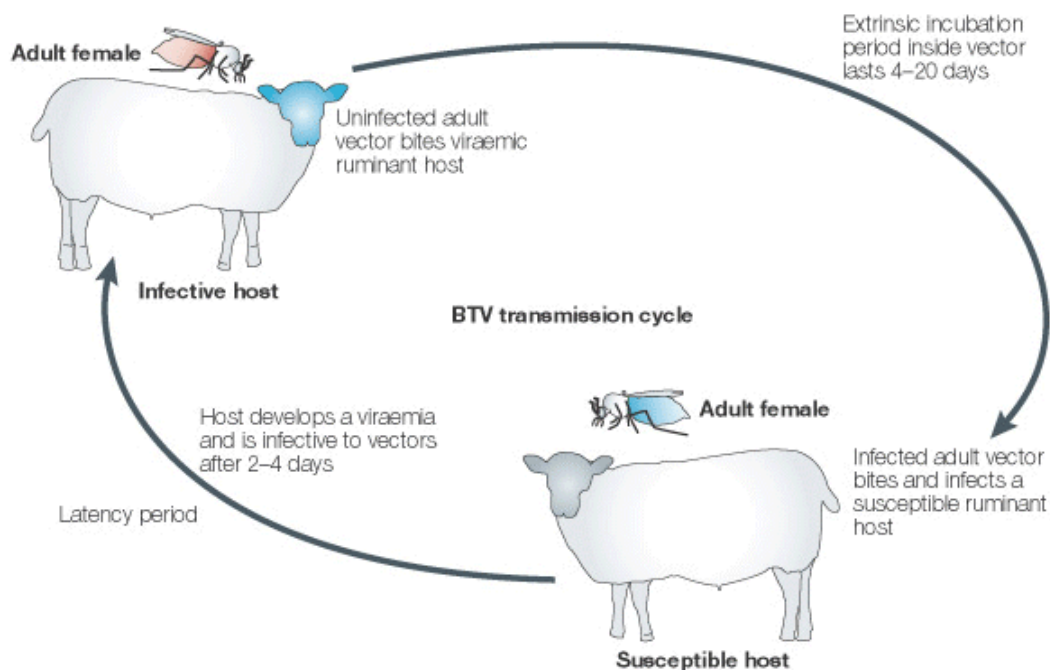 Adult female
Uninfected adult
vector bites viraemic
ruminant host
Infective host
Extrinsic incubation
period inside vector
lasts 4–20 days
BTV transmission cycle
Adult female
Infected adult vector
bites and infects a
susceptible ruminant
host
Susceptible host
Host develops a viraemia
and is infective to vectors
after 2–4 days
Latency period